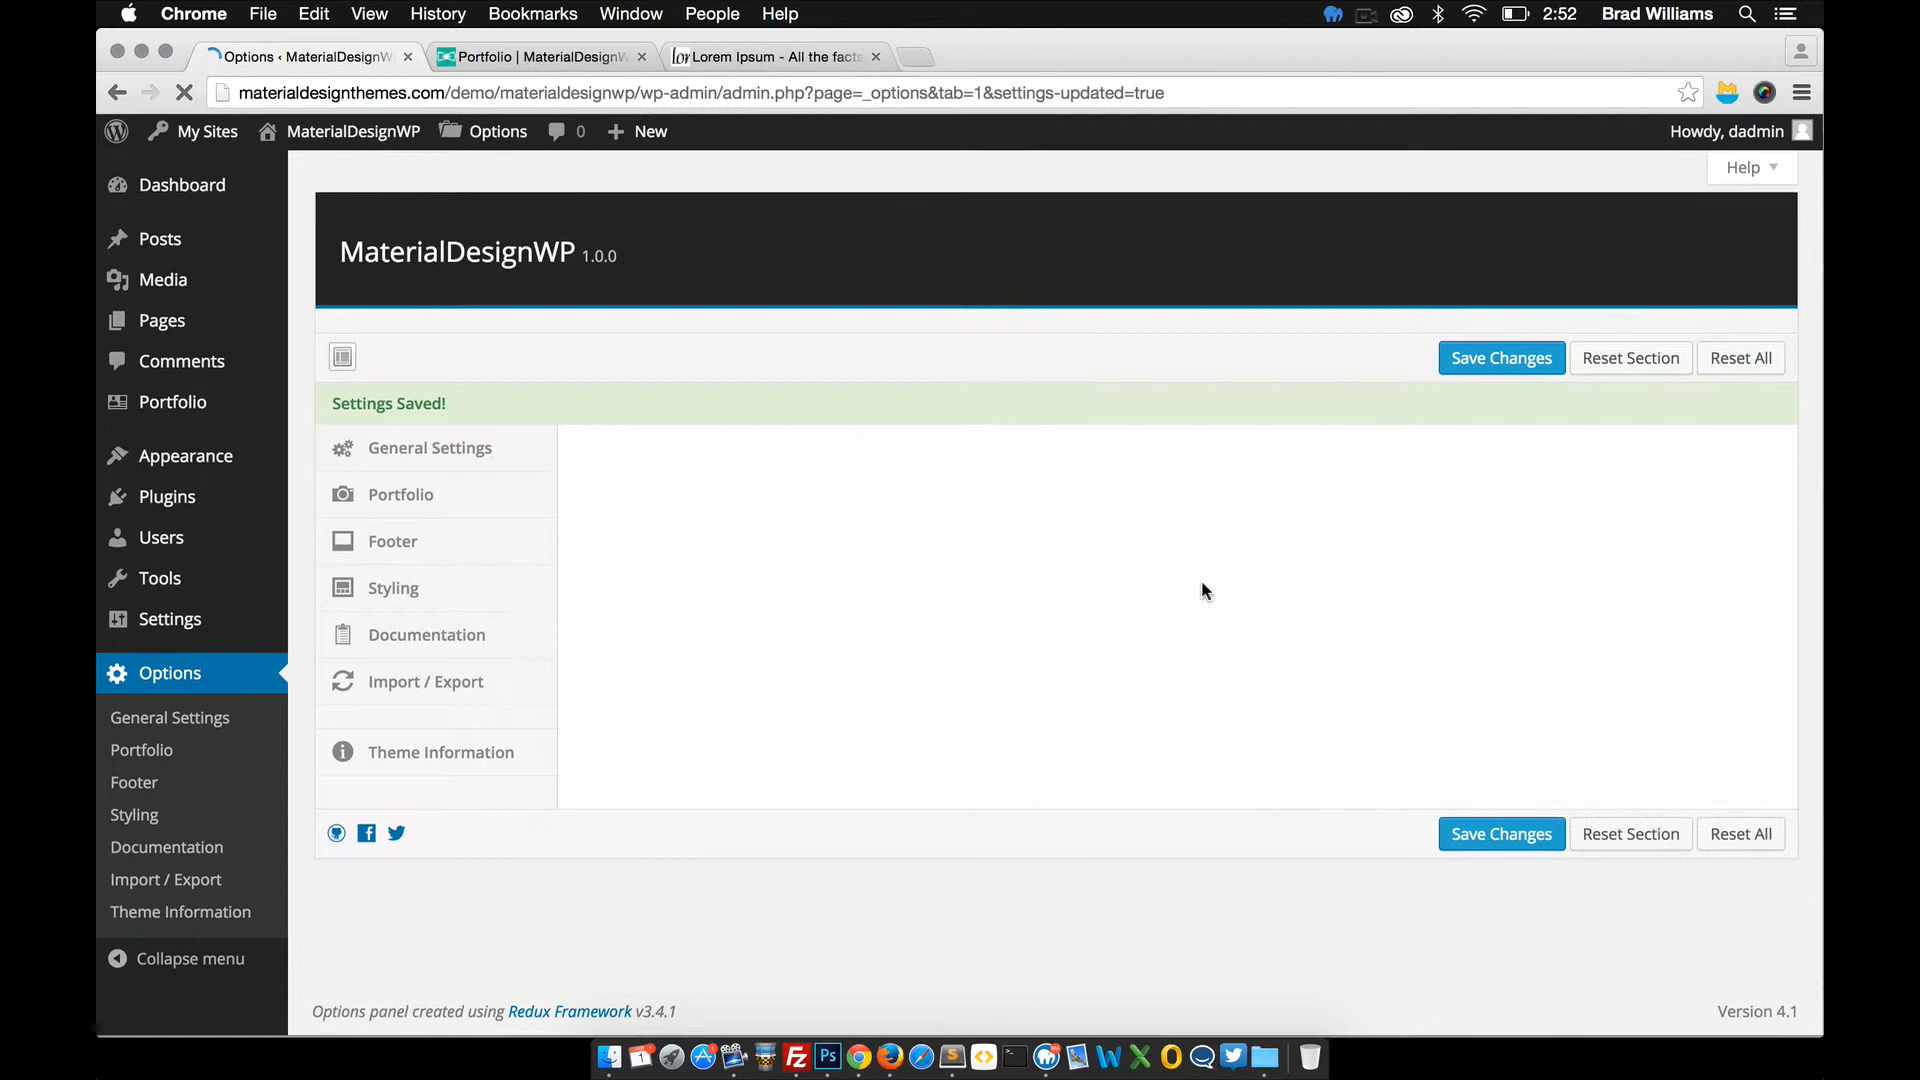 Chrome File Edit View History Bookmarks Window People Help 2:52 Brad Williams
Options ‹ MaterialDesignW Portfolio | MaterialDesignW lor Lorem Ipsum - All the facts
materialdesignthemes.com/demo/materialdesignwp/wp-admin/admin.php?page=_options&tab=1&settings-updated=true
My Sites MaterialDesignWP Options 0 New Howdy, dadmin
Help
Dashboard
Posts
Media
Pages
Comments
Portfolio
Appearance
Plugins
Users
Tools
Settings
Options
General Settings
Portfolio
Footer
Styling
Documentation
Import / Export
Theme Information
Collapse menu
MaterialDesignWP 1.0.0
Save Changes Reset Section Reset All
Settings Saved!
General Settings
Portfolio
Footer
Styling
Documentation
Import / Export
Theme Information
Save Changes Reset Section Reset All
Options panel created using Redux Framework v3.4.1 Version 4.1